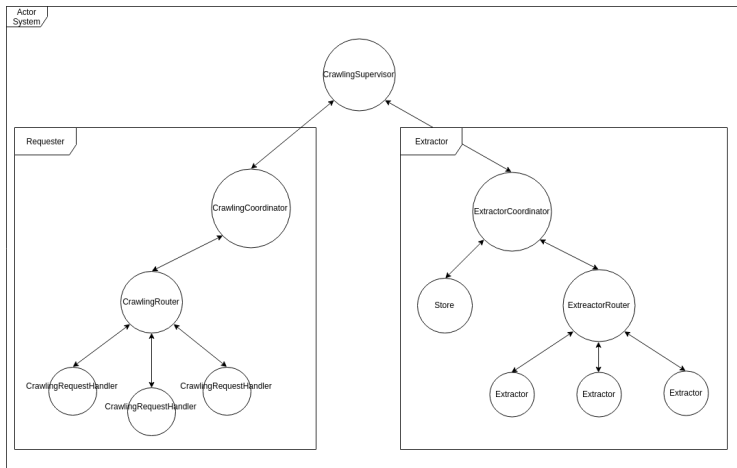 Actor
System
CrawlingSupervisor
Requester
Extractor
CrawlingCoordinator
ExtractorCoordinator
CrawlingRouter
Store
ExtreactorRouter
CrawlingRequestHandler
CrawlingRequestHandler
CrawlingRequestHandler
Extractor
Extractor
Extractor